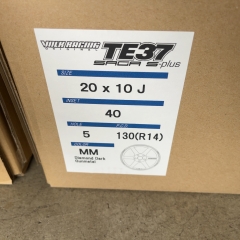 VOLK RACING
TE37
SAGA S-plus
SIZE
20 x 10 J
INSET
40
HOLE P.C.D.
5 130(R14)
COLOR
MM
Diamond Dark
Gunmetal